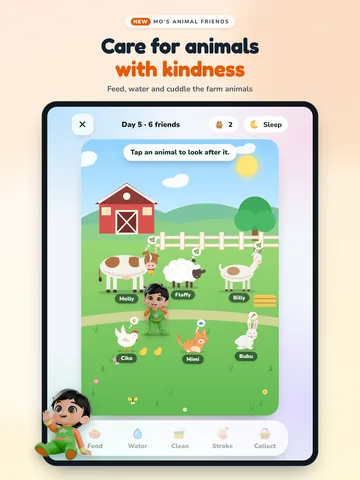 NEW MO'S ANIMAL FRIENDS
Care for animals
with kindness
Feed, water and cuddle the farm animals
Day 5 · 6 friends
2
Sleep
Tap an animal to look after it.
Molly
Fluffy
Billy
Cike
Mimi
Bubu
Food
Water
Clean
Stroke
Collect